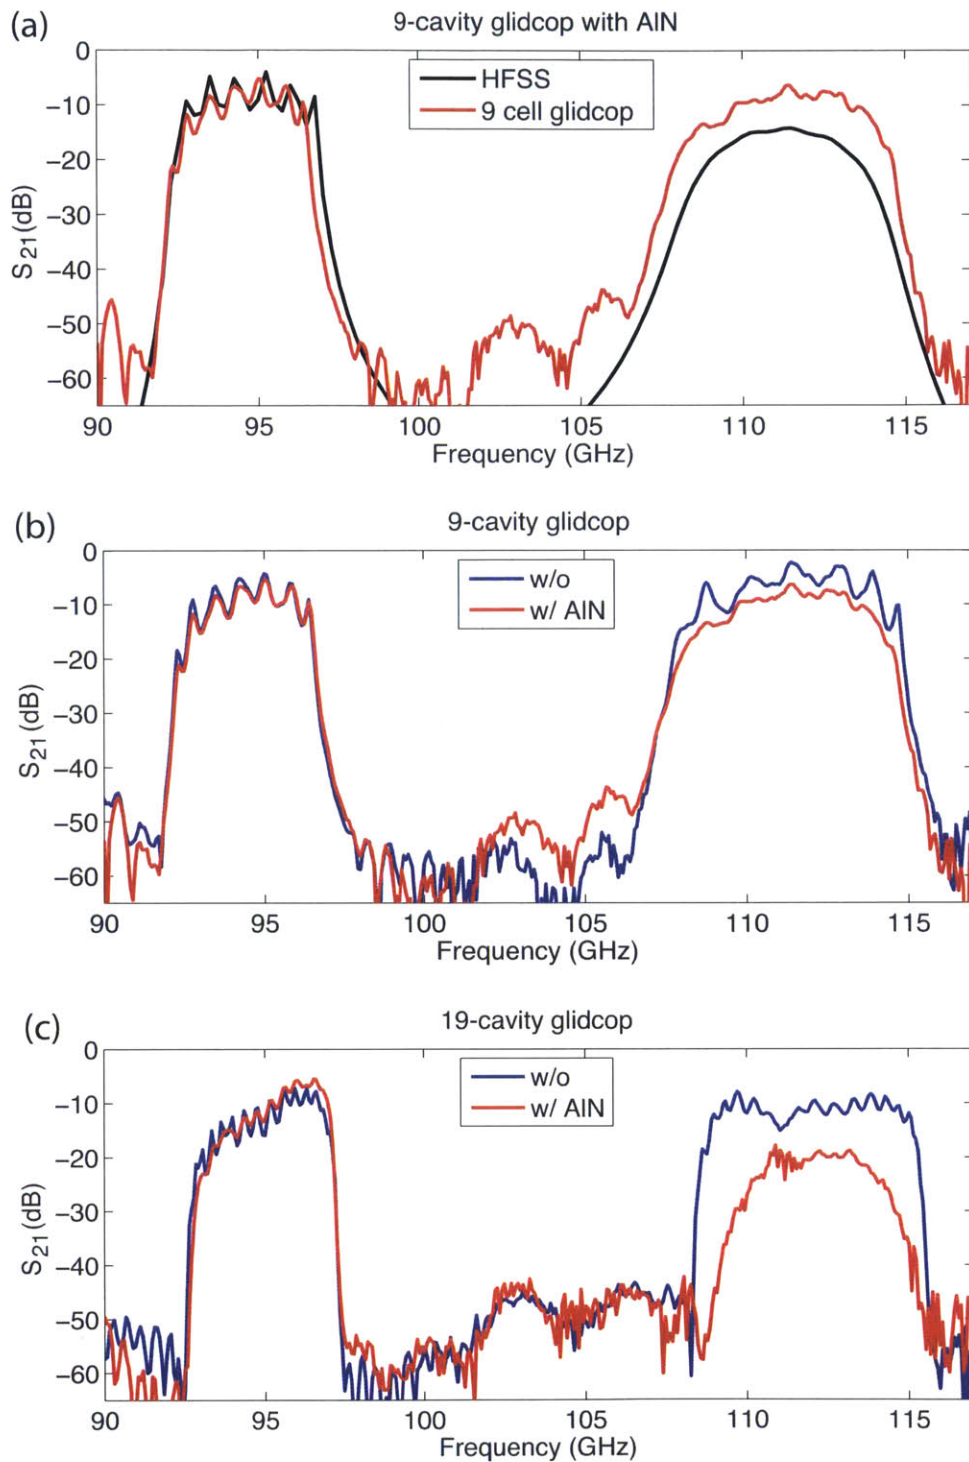 (a)
9-cavity glidcop with AlN
HFSS
9 cell glidcop
S21(dB)
0
−10
−20
−30
−40
−50
−60
90 95 100 105 110 115
Frequency (GHz)
(b)
9-cavity glidcop
w/o
w/ AlN
S21(dB)
0
−10
−20
−30
−40
−50
−60
90 95 100 105 110 115
Frequency (GHz)
(c)
19-cavity glidcop
w/o
w/ AlN
S21(dB)
0
−10
−20
−30
−40
−50
−60
90 95 100 105 110 115
Frequency (GHz)